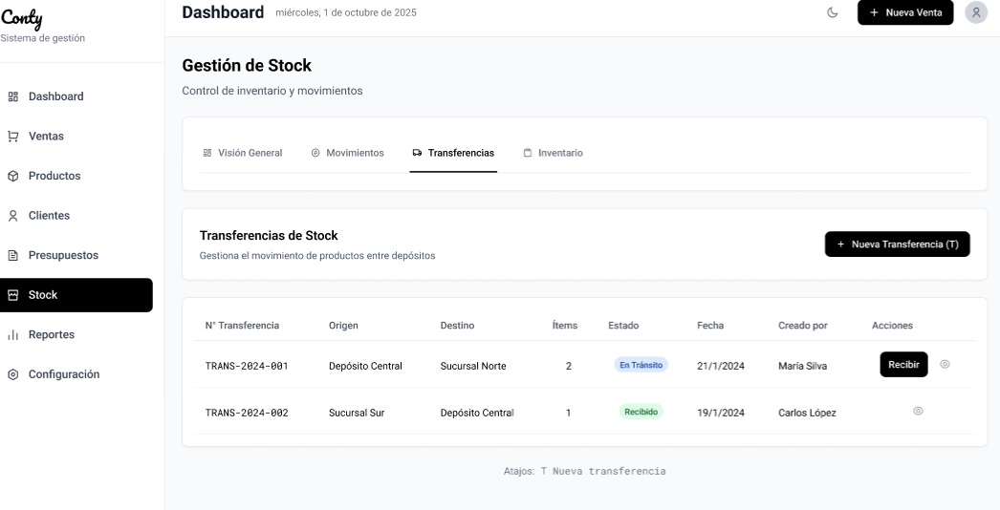 Conty
Sistema de gestión
Dashboard
Ventas
Productos
Clientes
Presupuestos
Stock
Reportes
Configuración
Dashboard miércoles, 1 de octubre de 2025
+ Nueva Venta
Gestión de Stock
Control de inventario y movimientos
Visión General Movimientos Transferencias Inventario
Transferencias de Stock
Gestiona el movimiento de productos entre depósitos
+ Nueva Transferencia (T)
N° Transferencia Origen Destino Ítems Estado Fecha Creado por Acciones
TRANS-2024-001 Depósito Central Sucursal Norte 2 En Tránsito 21/1/2024 María Silva Recibir
TRANS-2024-002 Sucursal Sur Depósito Central 1 Recibido 19/1/2024 Carlos López
Atajos: T Nueva transferencia